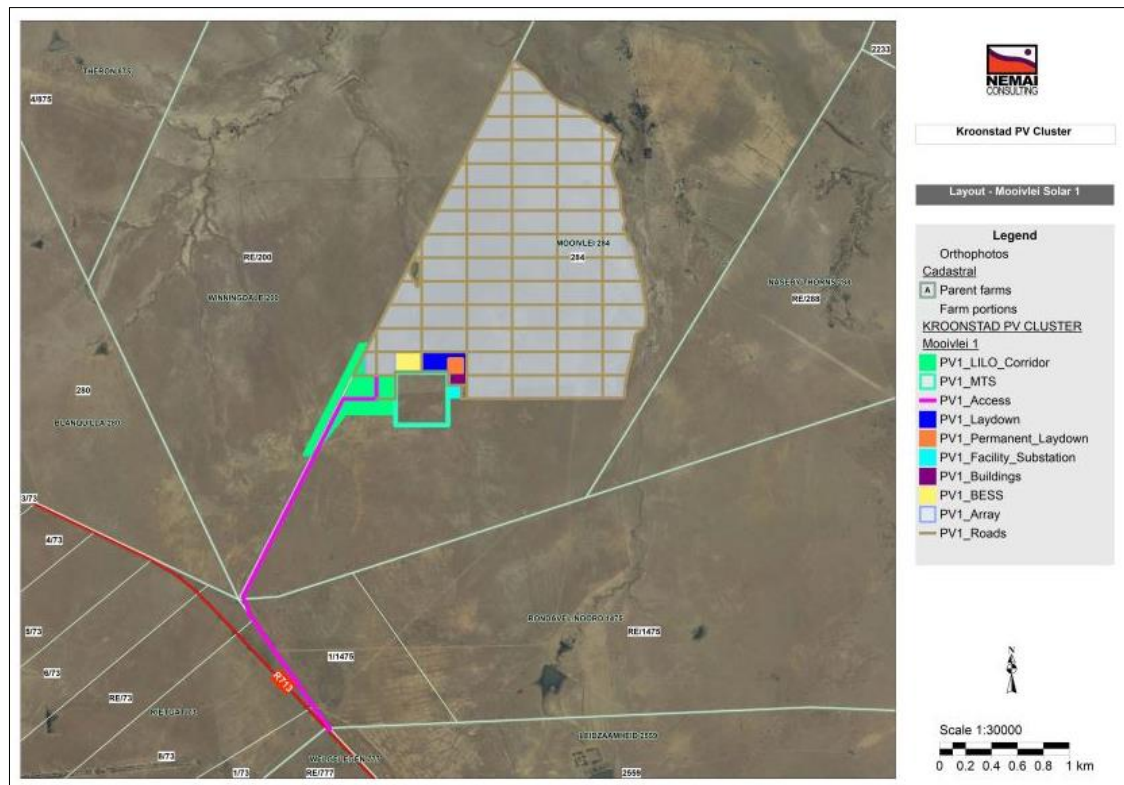 2233
THERON 875
4/875
MOOIVLEI 284
284
RE/200
WINNINGDALE 200
RE/288
280
BLANQUILLA 280
3/73
4/73
5/73
6/73
RE/73
8/73
1/73
R713
1/1475
RE/1475
RE/777
2559
NEMAI
CONSULTING
Kroonstad PV Cluster
Layout - Mooivlei Solar 1
Legend
Orthophotos
Cadastral
A Parent farms
Farm portions
KROONSTAD PV CLUSTER
Mooivlei 1
PV1_LILO_Corridor
PV1_MTS
PV1_Access
PV1_Laydown
PV1_Permanent_Laydown
PV1_Facility_Substation
PV1_Buildings
PV1_BESS
PV1_Array
PV1_Roads
N
Scale 1:30000
0 0.2 0.4 0.6 0.8 1 km